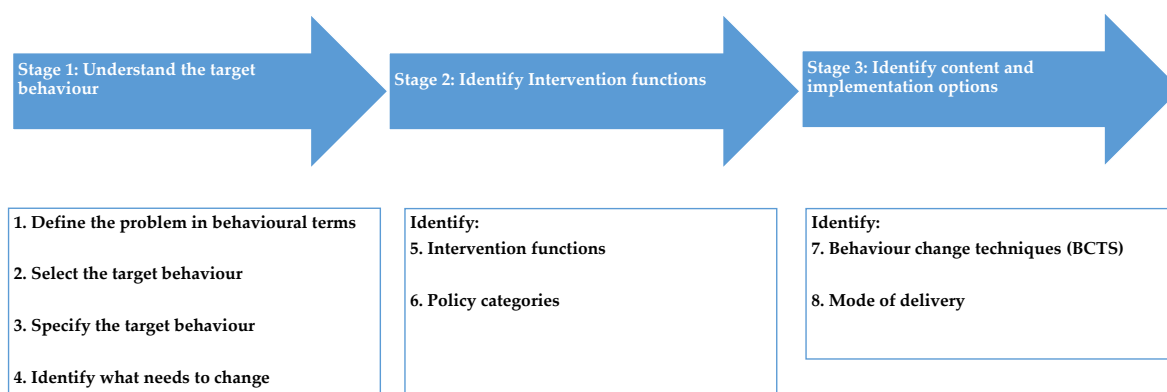 Stage 1: Understand the target
behaviour
Stage 2: Identify Intervention functions
Stage 3: Identify content and
implementation options
1. Define the problem in behavioural terms
2. Select the target behaviour
3. Specify the target behaviour
4. Identify what needs to change
Identify:
5. Intervention functions
6. Policy categories
Identify:
7. Behaviour change techniques (BCTS)
8. Mode of delivery